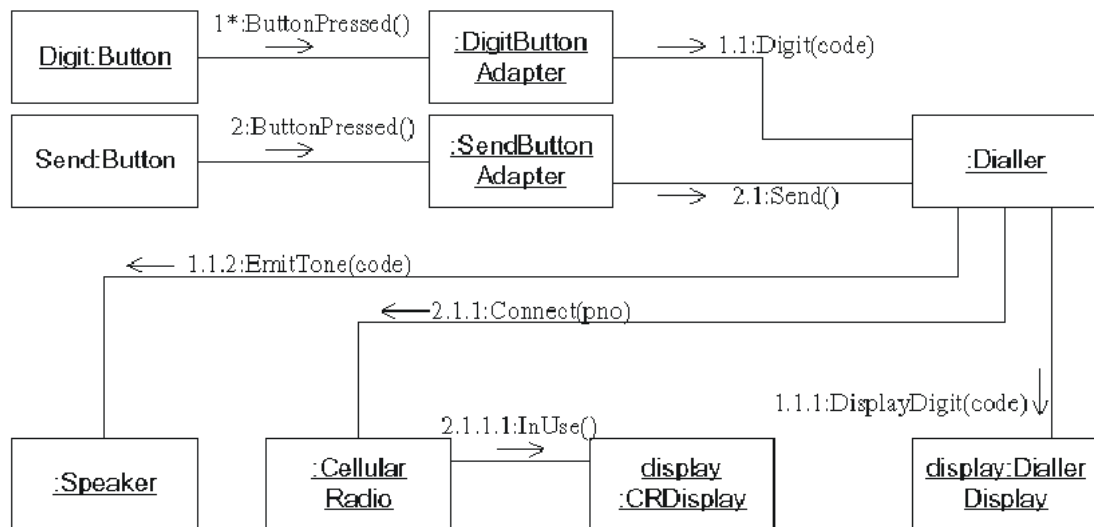 1*:ButtonPressed()
Digit:Button
:DigitButton
Adapter
1.1:Digit(code)
2:ButtonPressed()
Send:Button
:SendButton
Adapter
2.1:Send()
:Dialler
1.1.2:EmitTone(code)
2.1.1:Connect(pno)
1.1.1:DisplayDigit(code)
2.1.1.1:InUse()
:Speaker
:Cellular
Radio
display
:CRDisplay
display:Dialler
Display